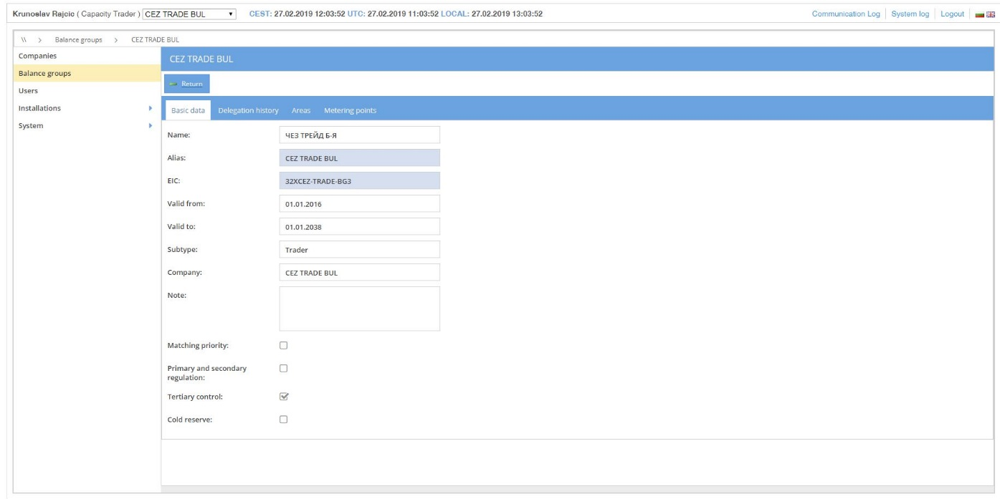 Krunoslav Rajcic ( Capacity Trader ) CEZ TRADE BUL CEST: 27.02.2019 12:03:52 UTC: 27.02.2019 11:03:52 LOCAL: 27.02.2019 13:03:52 Communication Log System log Logout
\\ > Balance groups > CEZ TRADE BUL
Companies
Balance groups
Users
Installations
System
CEZ TRADE BUL
Return
Basic data Delegation history Areas Metering points
Name: ЧЕЗ ТРЕЙД Б-Я
Alias: CEZ TRADE BUL
EIC: 32XCEZ-TRADE-BG3
Valid from: 01.01.2016
Valid to: 01.01.2038
Subtype: Trader
Company: CEZ TRADE BUL
Note:
Matching priority:
Primary and secondary
regulation:
Tertiary control:
Cold reserve: